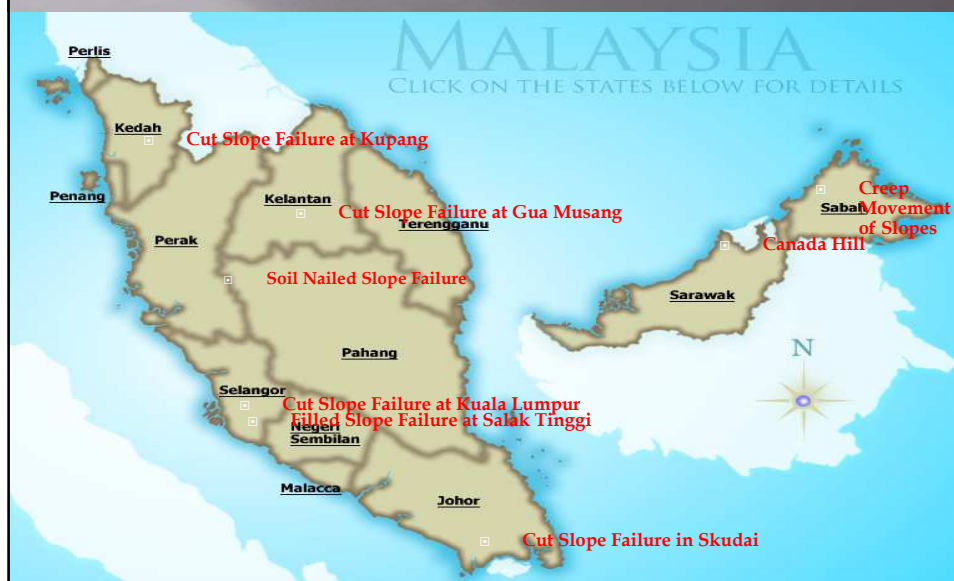 MALAYSIA
CLICK ON THE STATES BELOW FOR DETAILS
Perlis
Kedah
Cut Slope Failure at Kupang
Penang
Kelantan
Cut Slope Failure at Gua Musang
Terengganu
Perak
Soil Nailed Slope Failure
Pahang
Selangor
Cut Slope Failure at Kuala Lumpur
Filled Slope Failure at Salak Tinggi
Negeri
Sembilan
Malacca
Johor
Cut Slope Failure in Skudai
Creep
Sabah
Movement
of Slopes
Canada Hill
Sarawak
N